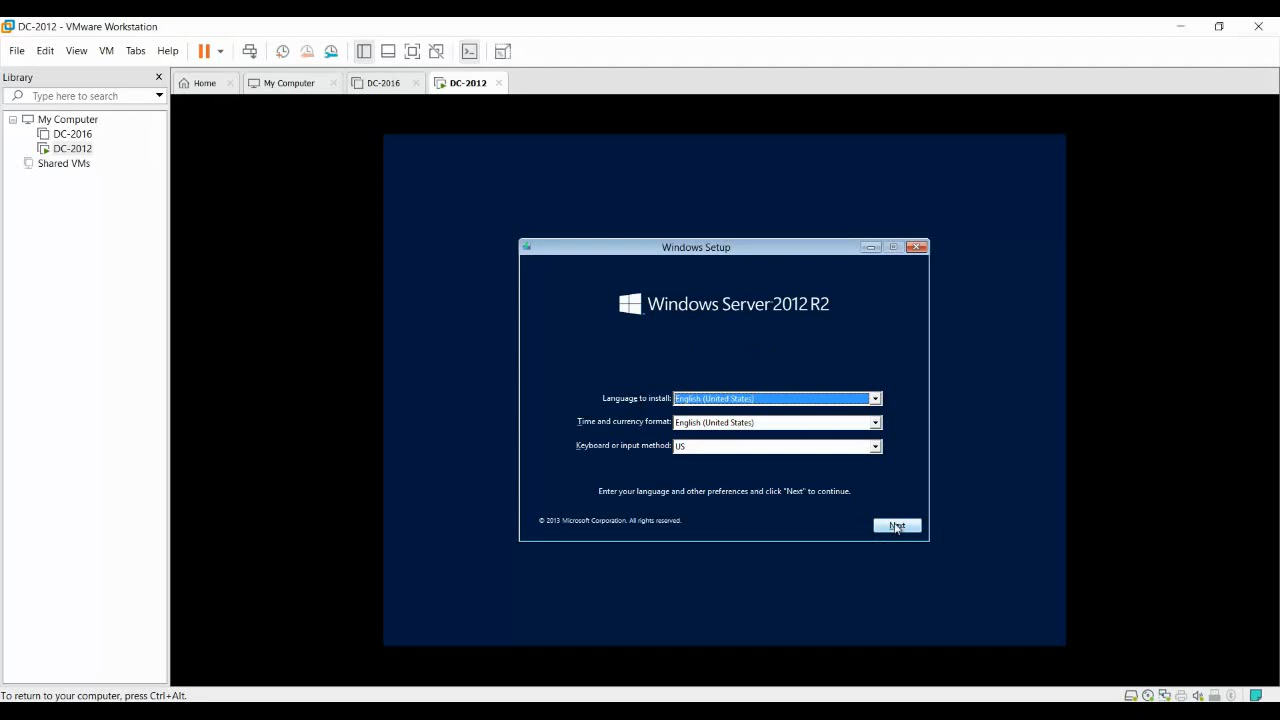 DC-2012 - VMware Workstation
File Edit View VM Tabs Help
Library
Type here to search
Home
My Computer
DC-2016
DC-2012
My Computer
DC-2016
DC-2012
Shared VMs
Windows Setup
Windows Server 2012 R2
Language to install: English (United States)
Time and currency format: English (United States)
Keyboard or input method: US
Enter your language and other preferences and click "Next" to continue.
© 2013 Microsoft Corporation. All rights reserved.
Next
To return to your computer, press Ctrl+Alt.